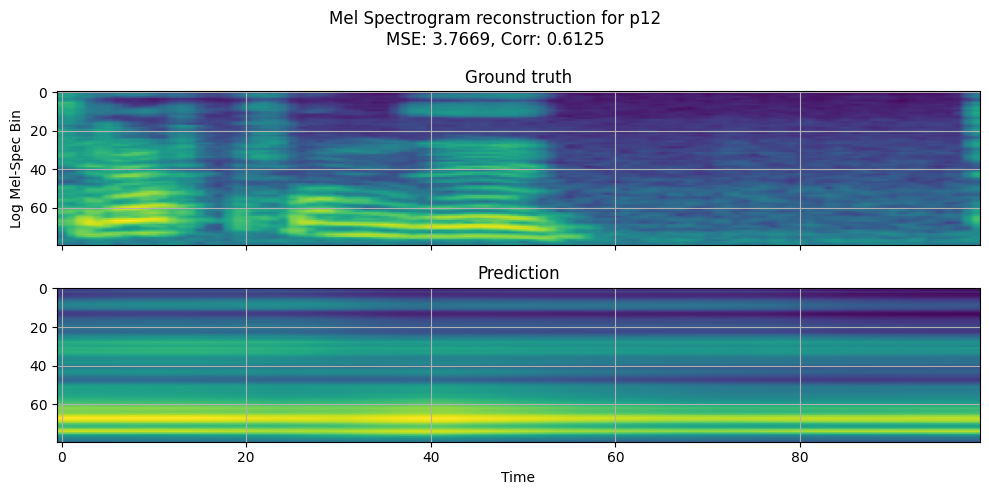 Mel Spectrogram reconstruction for p12
MSE: 3.7669, Corr: 0.6125
Ground truth
Log Mel-Spec Bin
0
20
40
60
Prediction
0
20
40
60
0 20 40 60 80
Time